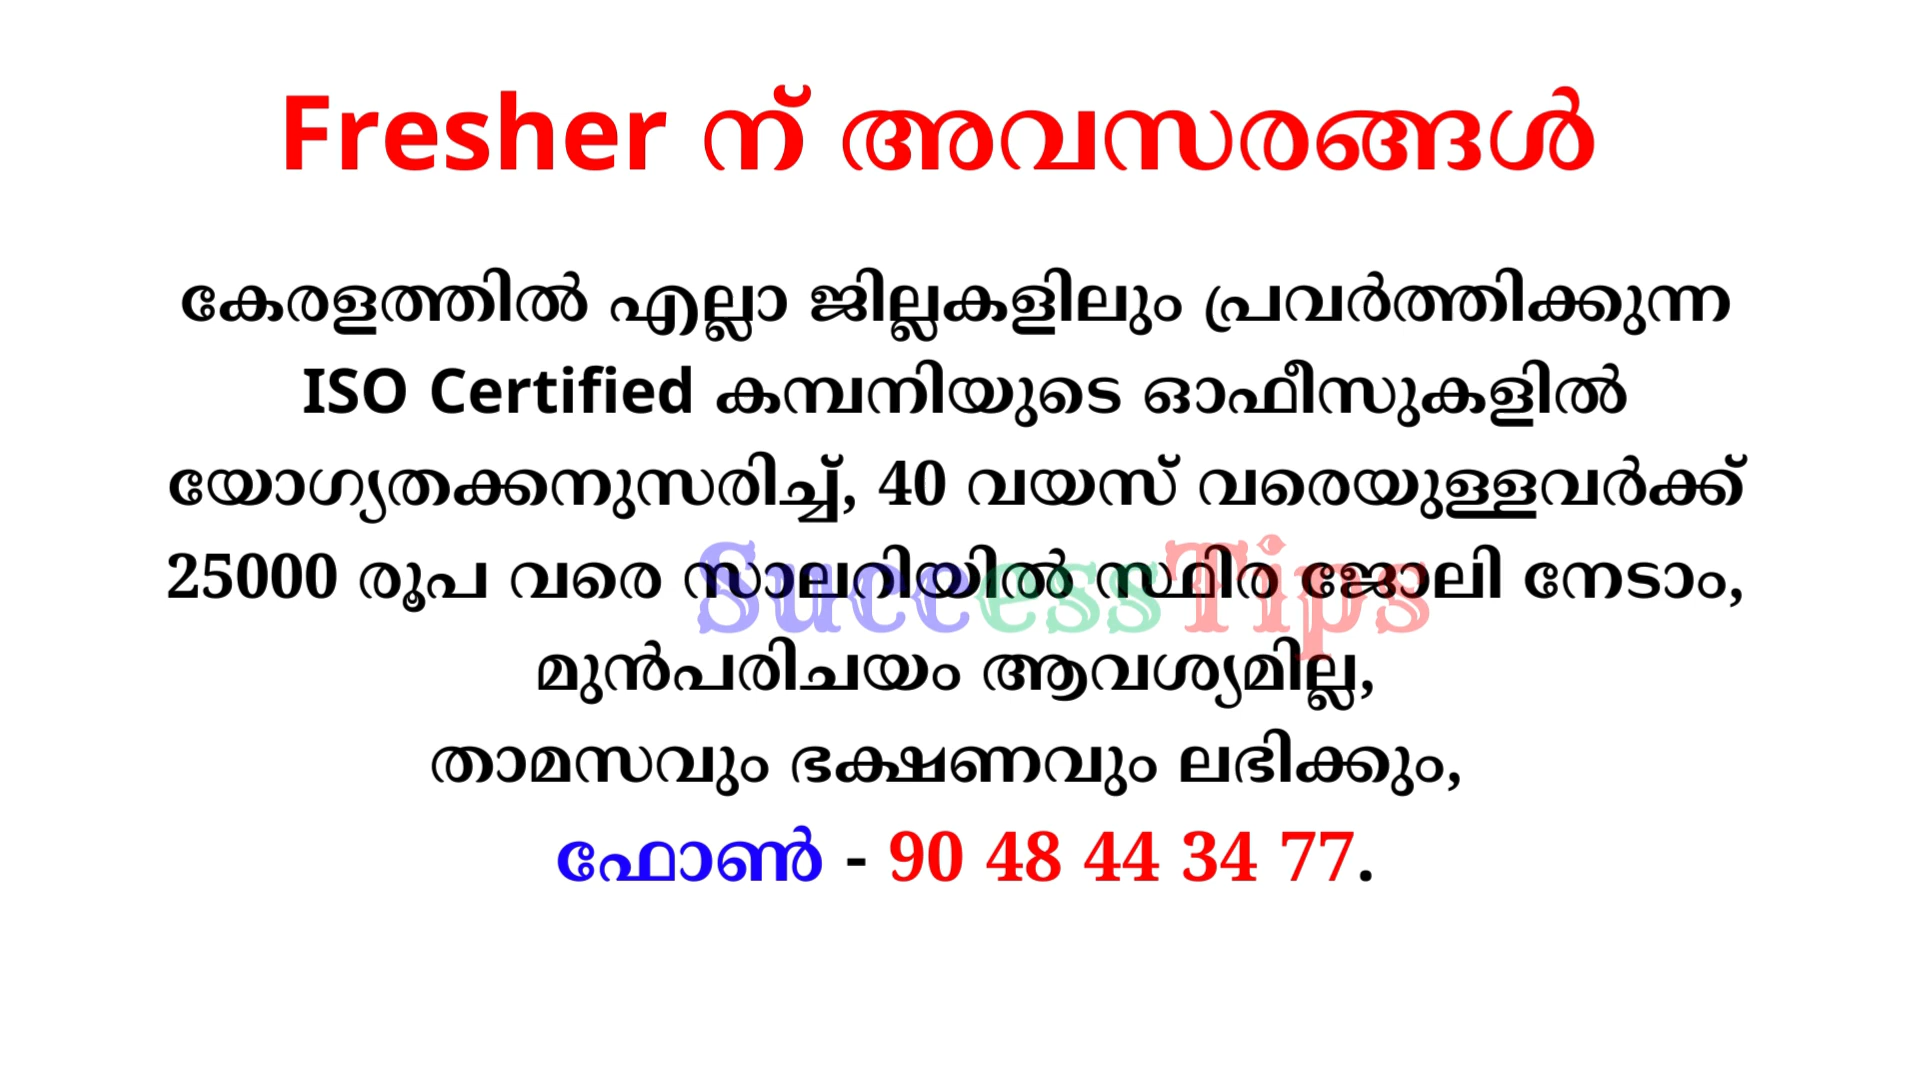 Fresher ന് അവസരങ്ങൾ
കേരളത്തിൽ എല്ലാ ജില്ലകളിലും പ്രവർത്തിക്കുന്ന
ISO Certified കമ്പനിയുടെ ഓഫീസുകളിൽ
യോഗ്യതക്കനുസരിച്ച്, 40 വയസ് വരെയുള്ളവർക്ക്
25000 രൂപ വരെ സാലറിയിൽ സ്ഥിര ജോലി നേടാം,
SuccessTips
മുൻപരിചയം ആവശ്യമില്ല,
താമസവും ഭക്ഷണവും ലഭിക്കും,
ഫോൺ - 90 48 44 34 77.